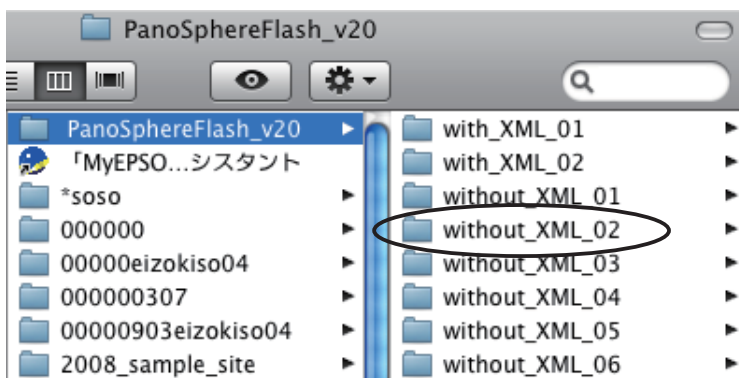 PanoSphereFlash_v20
PanoSphereFlash_v20
「MyEPSO...シスタント
*soso
000000
00000eizokiso04
000000307
00000903eizokiso04
2008_sample_site
with_XML_01
with_XML_02
without_XML_01
without_XML_02
without_XML_03
without_XML_04
without_XML_05
without_XML_06